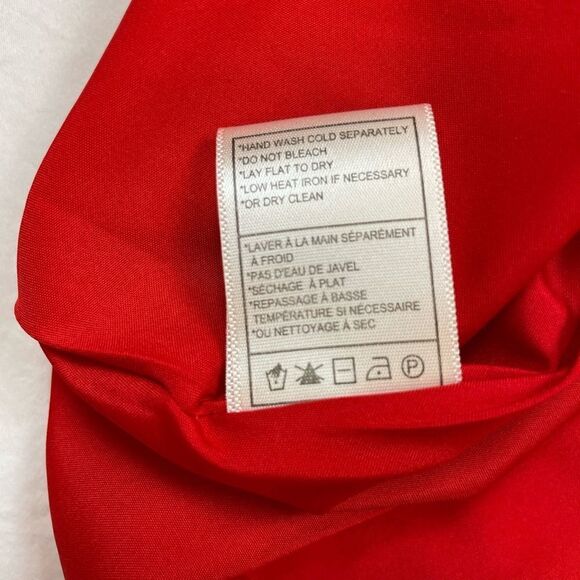 *HAND WASH COLD SEPARATELY
*DO NOT BLEACH
*LAY FLAT TO DRY
*LOW HEAT IRON IF NECESSARY
*OR DRY CLEAN
*LAVER À LA MAIN SÉPARÉMENT
À FROID
*PAS D'EAU DE JAVEL
*SÉCHAGE À PLAT
*REPASSAGE À BASSE
TEMPÉRATURE SI NÉCESSAIRE
*OU NETTOYAGE À SEC
P